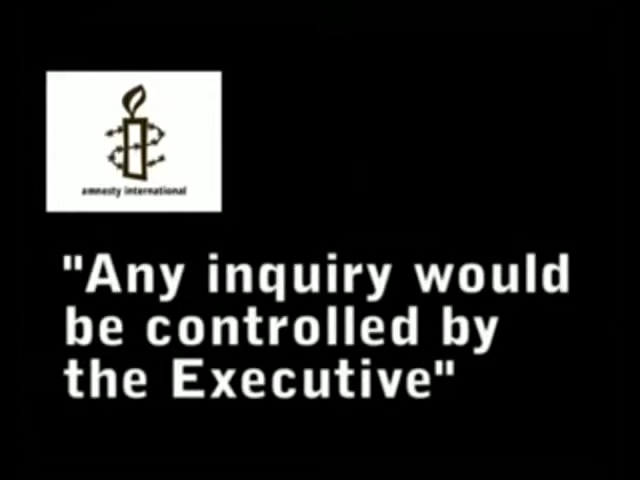 amnesty international
"Any inquiry would
be controlled by
the Executive"